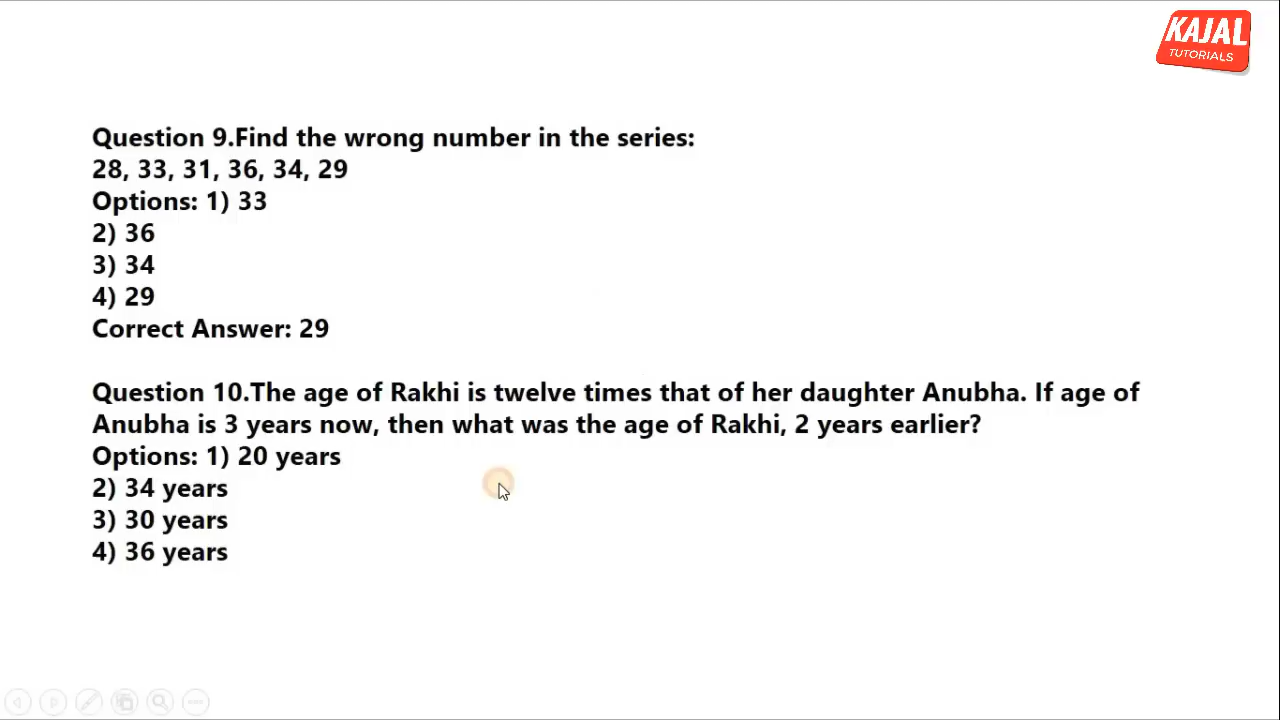 KAJAL
TUTORIALS
Question 9.Find the wrong number in the series:
28, 33, 31, 36, 34, 29
Options: 1) 33
2) 36
3) 34
4) 29
Correct Answer: 29
Question 10.The age of Rakhi is twelve times that of her daughter Anubha. If age of
Anubha is 3 years now, then what was the age of Rakhi, 2 years earlier?
Options: 1) 20 years
2) 34 years
3) 30 years
4) 36 years